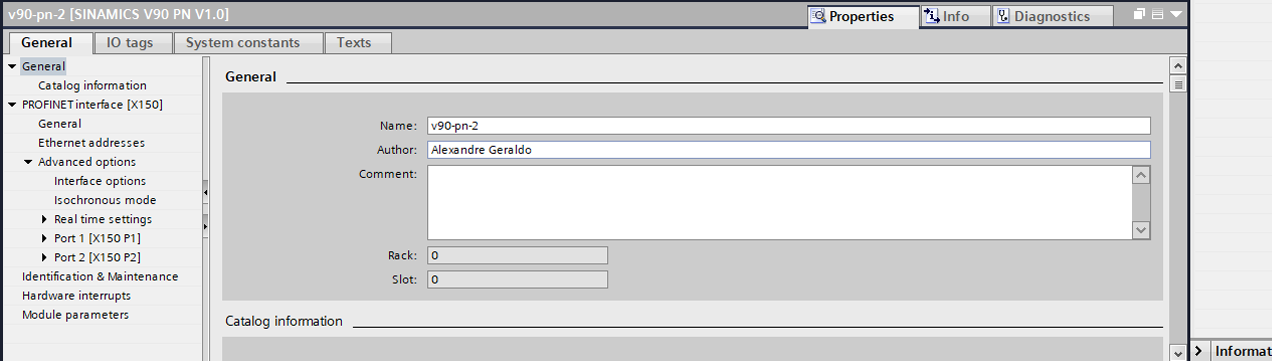 v90-pn-2 [SINAMICS V90 PN V1.0]
Properties
Info
Diagnostics
General
IO tags
System constants
Texts
General
Catalog information
PROFINET interface [X150]
General
Ethernet addresses
Advanced options
Interface options
Isochronous mode
Real time settings
Port 1 [X150 P1]
Port 2 [X150 P2]
Identification & Maintenance
Hardware interrupts
Module parameters
General
Name: v90-pn-2
Author: Alexandre Geraldo
Comment:
Rack: 0
Slot: 0
Catalog information
Informat